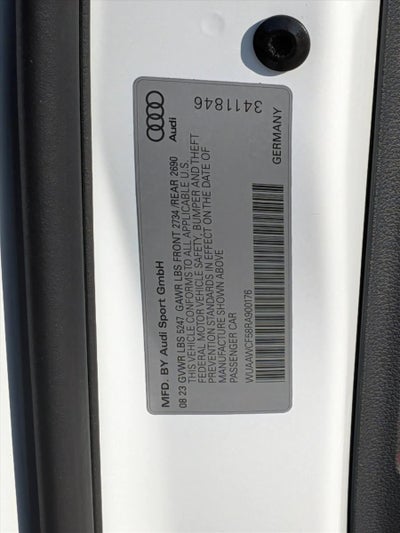 Audi
3411846
MFD. BY Audi Sport GmbH
08 23 GVWR LBS 5247 GAWR LBS FRONT 2734 /REAR 2690
THIS VEHICLE CONFORMS TO ALL APPLICABLE U.S.
FEDERAL MOTOR VEHICLE SAFETY, BUMPER AND THEFT
PREVENTION STANDARDS IN EFFECT ON THE DATE OF
MANUFACTURE SHOWN ABOVE
PASSENGER CAR
WUAAWCF58RA900176
GERMANY